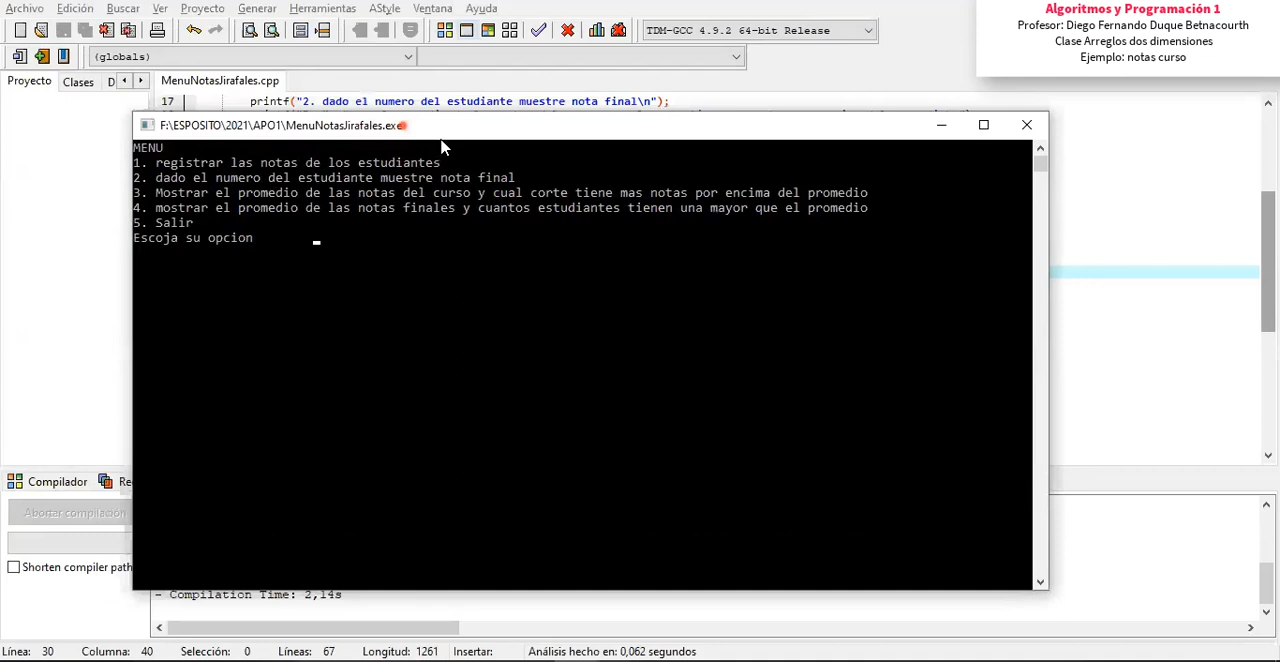 Archivo Edición Buscar Ver Proyecto Generar Herramientas AStyle Ventana Ayuda
Algoritmos y Programación 1
Profesor: Diego Fernando Duque Betnacourth
Clase Arreglos dos dimensiones
Ejemplo: notas curso
TDM-GCC 4.9.2 64-bit Release
(globals)
Proyecto Clases D
MenuNotasJirafales.cpp
17 printf("2. dado el numero del estudiante muestre nota final\n");
F:\ESPOSITO\2021\APO1\MenuNotasJirafales.exe
MENU
1. registrar las notas de los estudiantes
2. dado el numero del estudiante muestre nota final
3. Mostrar el promedio de las notas del curso y cual corte tiene mas notas por encima del promedio
4. mostrar el promedio de las notas finales y cuantos estudiantes tienen una mayor que el promedio
5. Salir
Escoja su opcion
Compilador Re
Abortar compilación
Shorten compiler path
- Compilation Time: 2,14s
Línea: 30 Columna: 40 Selección: 0 Líneas: 67 Longitud: 1261 Insertar: Análisis hecho en: 0,062 segundos